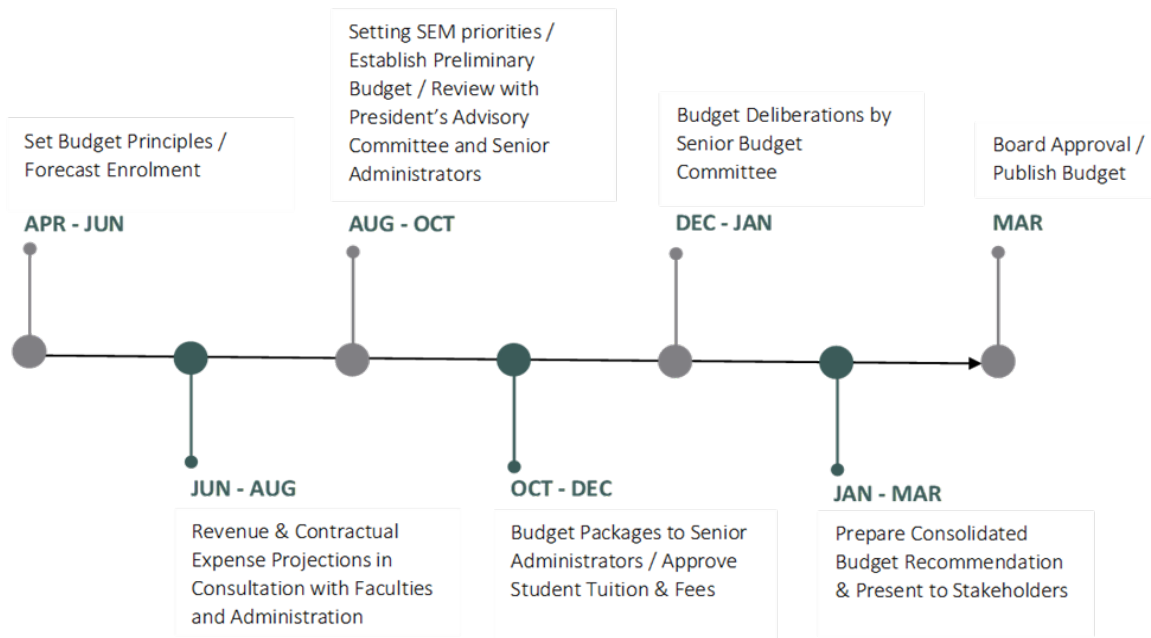 Set Budget Principles /
Forecast Enrolment
APR - JUN
Revenue & Contractual
Expense Projections in
Consultation with Faculties
and Administration
JUN - AUG
Setting SEM priorities /
Establish Preliminary
Budget / Review with
President’s Advisory
Committee and Senior
Administrators
AUG - OCT
OCT - DEC
Budget Packages to Senior
Administrators / Approve
Student Tuition & Fees
Budget Deliberations by
Senior Budget
Committee
DEC - JAN
JAN - MAR
Prepare Consolidated
Budget Recommendation
& Present to Stakeholders
Board Approval /
Publish Budget
MAR